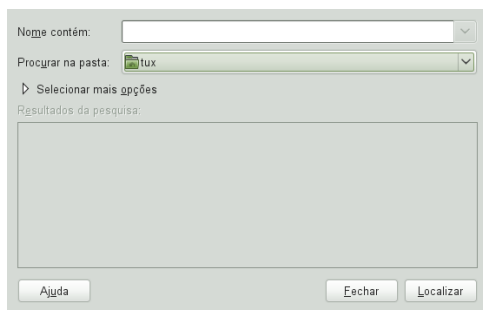 Nome contém:
Procurar na pasta: tux
Selecionar mais opções
Resultados da pesquisa:
Ajuda Fechar Localizar